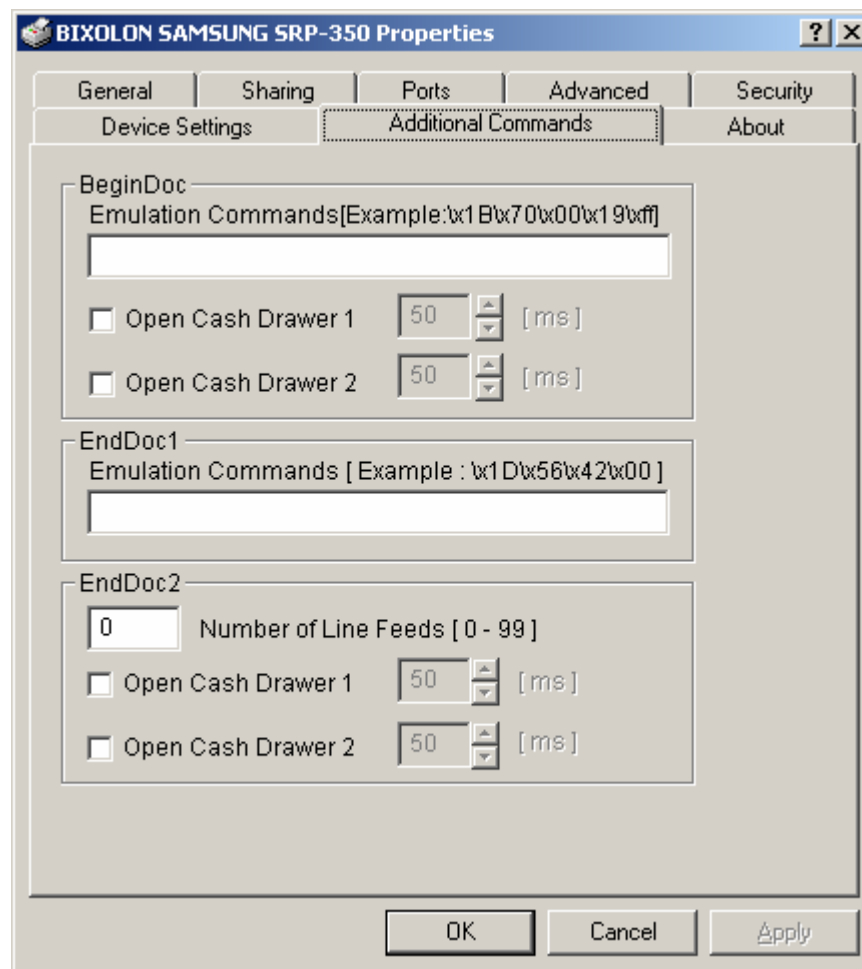 BIXOLON SAMSUNG SRP-350 Properties ? X
General Sharing Ports Advanced Security
Device Settings Additional Commands About
BeginDoc
Emulation Commands[Example:\x1B\x70\x00\x19\xff]
Open Cash Drawer 1 50 [ ms ]
Open Cash Drawer 2 50 [ ms ]
EndDoc1
Emulation Commands [ Example : \x1D\x56\x42\x00 ]
EndDoc2
0 Number of Line Feeds [ 0 - 99 ]
Open Cash Drawer 1 50 [ ms ]
Open Cash Drawer 2 50 [ ms ]
OK Cancel Apply